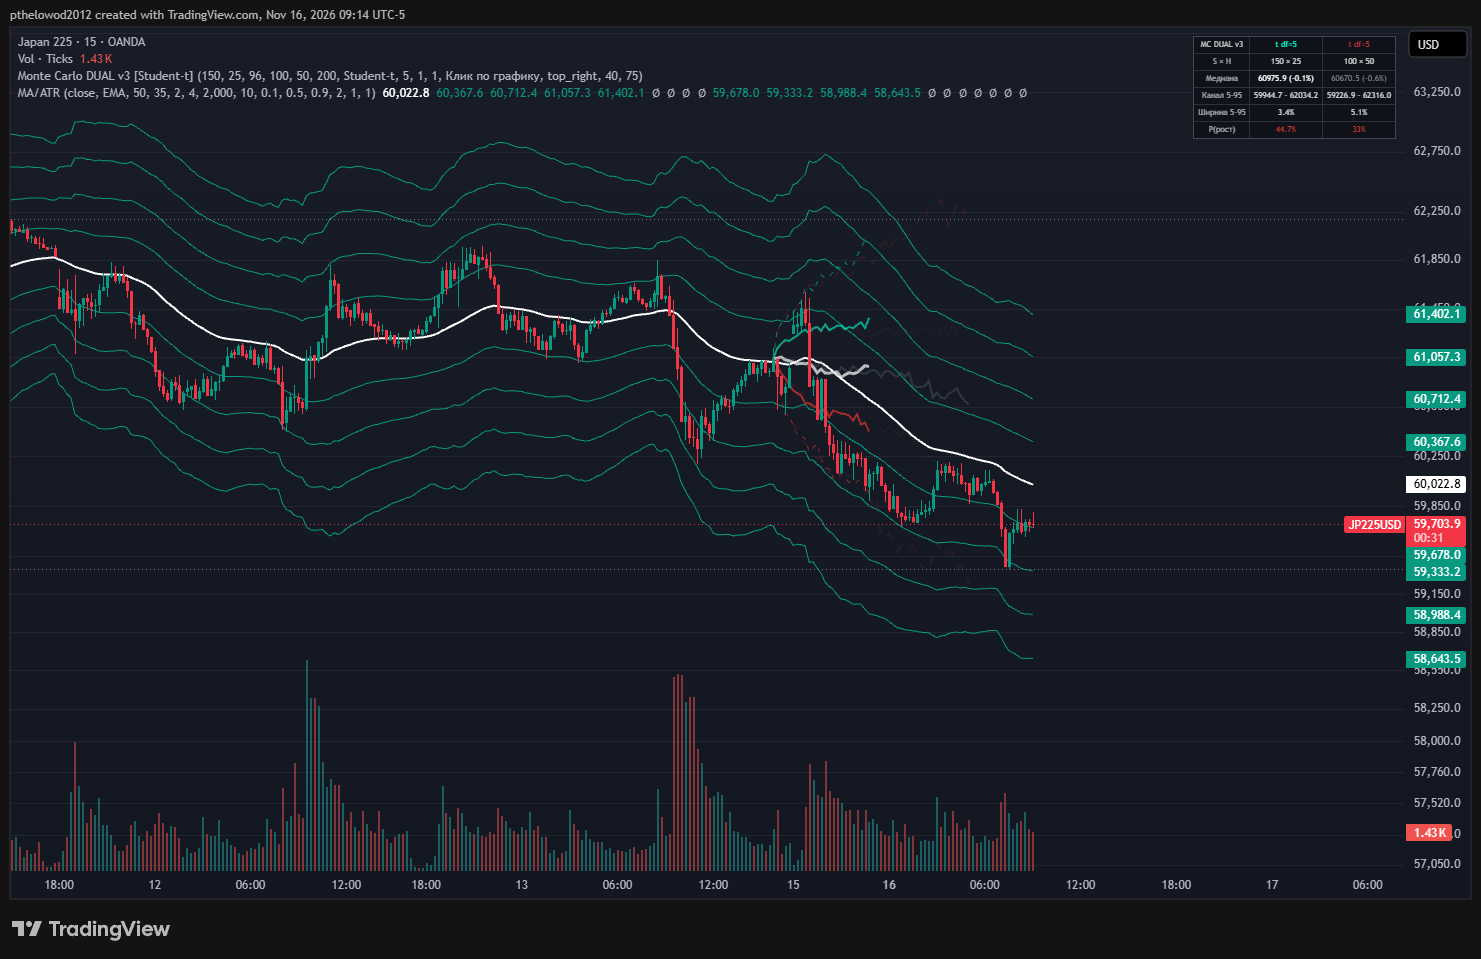 pthelowod2012 created with TradingView.com, Nov 16, 2026 09:14 UTC-5
Japan 225 · 15 · OANDA
Vol · Ticks 1.43 K
Monte Carlo DUAL v3 [Student-t] (150, 25, 96, 100, 50, 200, Student-t, 5, 1, 1, Клик по графику, top_right, 40, 75)
MA/ATR (close, EMA, 50, 35, 2, 4, 2,000, 10, 0.1, 0.5, 0.9, 2, 1, 1) 60,022.8 60,367.6 60,712.4 61,057.3 61,402.1 Ø Ø Ø Ø 59,678.0 59,333.2 58,988.4 58,643.5 Ø Ø Ø Ø Ø Ø Ø
MC DUAL v3 t df=5 t df=5
S × H 150 × 25 100 × 50
Медиана 60975.9 (-0.1%) 60670.5 (-0.6%)
Канал 5-95 59944.7 - 62034.2 59226.9 - 62316.0
Ширина 5-95 3.4% 5.1%
P(рост) 44.7% 33%
USD
63,250.0
62,750.0
62,250.0
61,850.0
61,402.1
61,057.3
60,712.4
60,367.6
60,250.0
60,022.8
59,850.0
JP225USD 59,703.9
00:31
59,678.0
59,333.2
59,150.0
58,988.4
58,850.0
58,643.5
58,550.0
58,250.0
58,000.0
57,760.0
57,520.0
1.43 K
57,050.0
18:00 12 06:00 12:00 18:00 13 06:00 12:00 15 16 06:00 12:00 18:00 17 06:00
TradingView